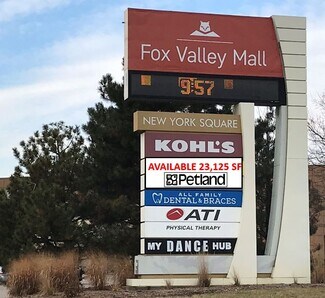 Fox Valley Mall
9:57
NEW YORK SQUARE
KOHL'S
AVAILABLE 23,125 SF
Petland
ALL FAMILY
DENTAL & BRACES
ATI
PHYSICAL THERAPY
MY DANCE HUB